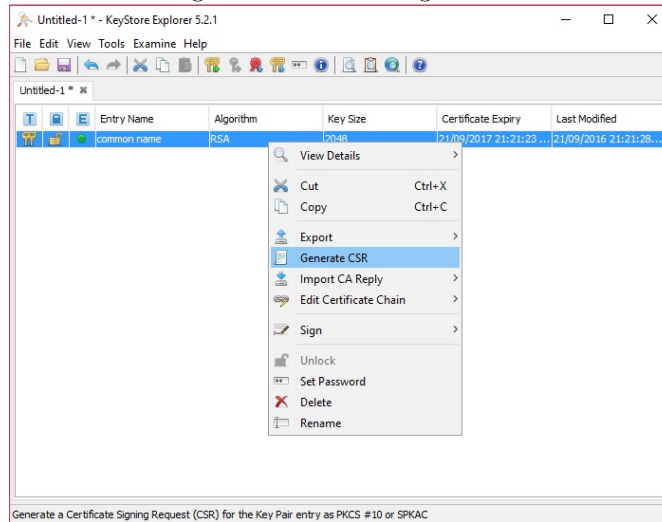 Untitled-1 * - KeyStore Explorer 5.2.1
File Edit View Tools Examine Help
Untitled-1 *
T E Entry Name Algorithm Key Size Certificate Expiry Last Modified
common name RSA 2048 21/09/2017 21:21:23 ... 21/09/2016 21:21:28...
View Details
Cut Ctrl+X
Copy Ctrl+C
Export
Generate CSR
Import CA Reply
Edit Certificate Chain
Sign
Unlock
Set Password
Delete
Rename
Generate a Certificate Signing Request (CSR) for the Key Pair entry as PKCS #10 or SPKAC